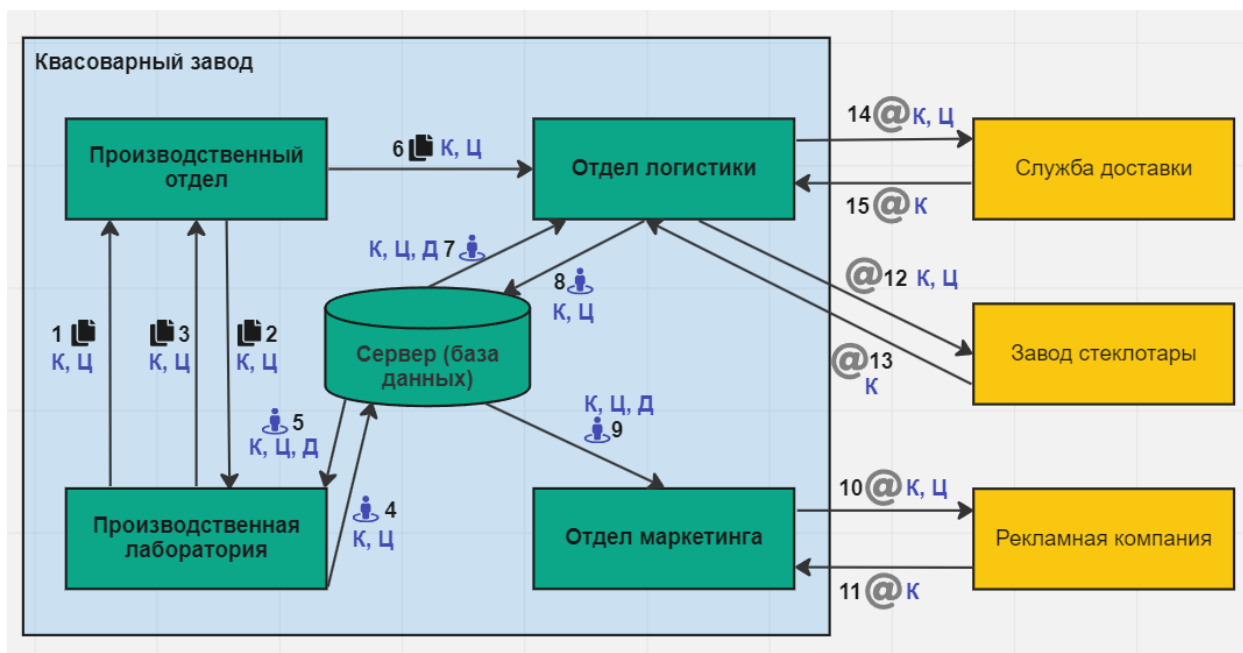 Квасоварный завод
Производственный
отдел
6 К, Ц
Отдел логистики
14 @ К, Ц
Служба доставки
15 @ К
К, Ц, Д 7
8
К, Ц
@ 12 К, Ц
1
К, Ц
3
К, Ц
2
К, Ц
Сервер (база
данных)
Завод стеклотары
@ 13
К
5
К, Ц, Д
К, Ц, Д
9
4
К, Ц
Производственная
лаборатория
Отдел маркетинга
10 @ К, Ц
Рекламная компания
11 @ К